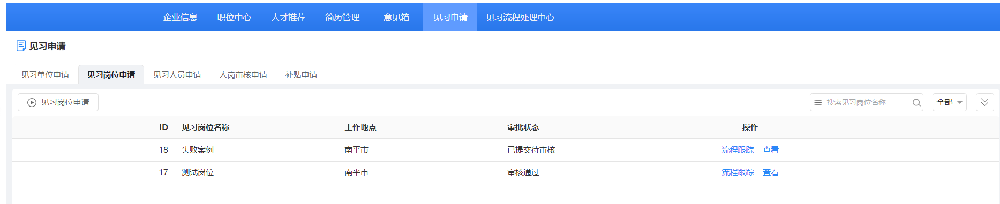 企业信息 职位中心 人才推荐 简历管理 意见箱 见习申请 见习流程处理中心
见习申请
见习单位申请 见习岗位申请 见习人员申请 人岗审核申请 补贴申请
见习岗位申请 搜索见习岗位名称 全部
ID 见习岗位名称 工作地点 审批状态 操作
18 失败案例 南平市 已提交待审核 流程跟踪 查看
17 测试岗位 南平市 审核通过 流程跟踪 查看